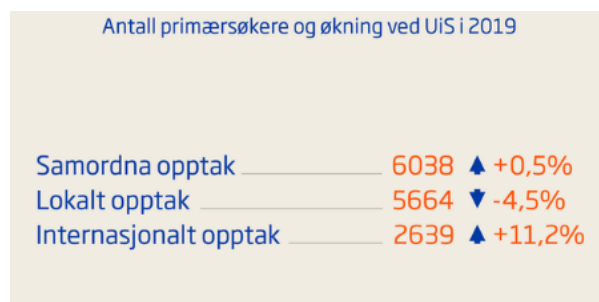 Antall primærsøkere og økning ved UiS i 2019
Samordna opptak 6038 +0,5%
Lokalt opptak 5664 -4,5%
Internasjonalt opptak 2639 +11,2%